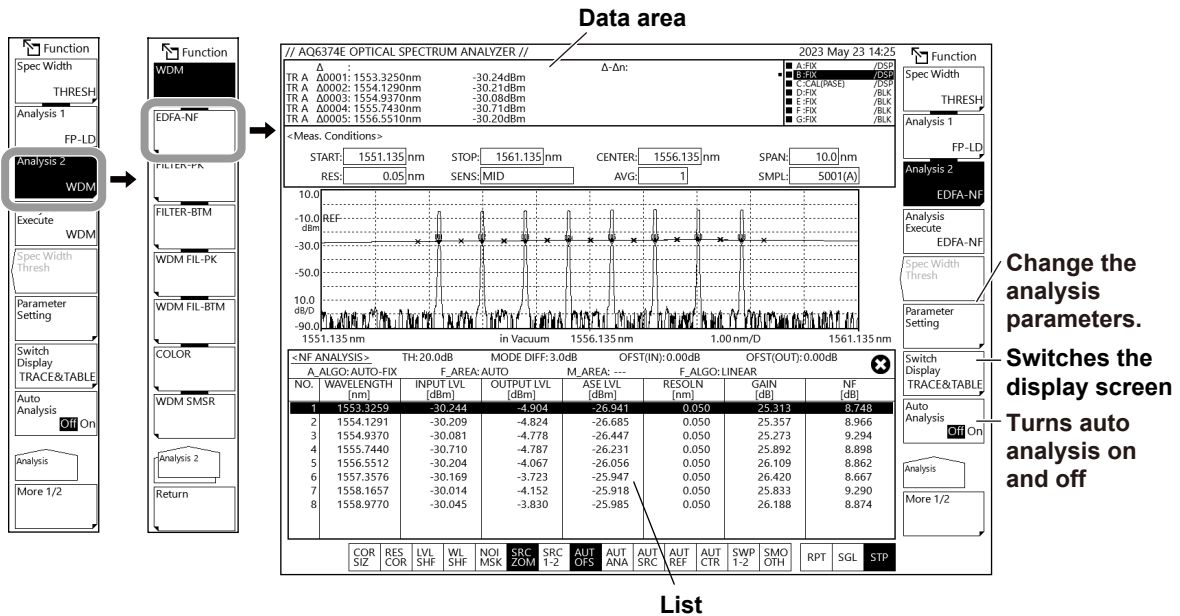 Data area
Function
Spec Width
THRESH
Analysis 1
FP-LD
Analysis 2
WDM
Execute
WDM
Spec Width
Thresh
Parameter
Setting
Switch
Display
TRACE&TABLE
Auto
Analysis
Off On
Analysis
More 1/2
Function
WDM
EDFA-NF
FILTER-PK
FILTER-BTM
WDM FIL-PK
WDM FIL-BTM
COLOR
WDM SMSR
Analysis 2
Return
// AQ6374E OPTICAL SPECTRUM ANALYZER // 2023 May 23 14:25
Δ : Δ-Δn:
TR A Δ0001: 1553.3250nm -30.24dBm
TR A Δ0002: 1554.1290nm -30.21dBm
TR A Δ0003: 1554.9370nm -30.08dBm
TR A Δ0004: 1555.7430nm -30.71dBm
TR A Δ0005: 1556.5510nm -30.20dBm
A:FIX /DSP
B:FIX /DSP
C:CAL(PASE) /DSP
D:FIX /BLK
E:FIX /BLK
F:FIX /BLK
G:FIX /BLK
<Meas. Conditions>
START: 1551.135 nm STOP: 1561.135 nm CENTER: 1556.135 nm SPAN: 10.0 nm
RES: 0.05 nm SENS: MID AVG: 1 SMPL: 5001(A)
10.0
-10.0 REF
dBm
-30.0
-50.0
10.0
dB/D
-90.0
1551.135 nm in Vacuum 1556.135 nm 1.00 nm/D 1561.135 nm
<NF ANALYSIS> TH:20.0dB MODE DIFF:3.0dB OFST(IN):0.00dB OFST(OUT):0.00dB
A_ALGO:AUTO-FIX F_AREA:AUTO M_AREA: --- F_ALGO:LINEAR
NO. WAVELENGTH INPUT LVL OUTPUT LVL ASE LVL RESOLN GAIN NF
[nm] [dBm] [dBm] [dBm] [nm] [dB] [dB]
1 1553.3259 -30.244 -4.904 -26.941 0.050 25.313 8.748
2 1554.1291 -30.209 -4.824 -26.685 0.050 25.357 8.966
3 1554.9370 -30.081 -4.778 -26.447 0.050 25.273 9.294
4 1555.7440 -30.710 -4.787 -26.231 0.050 25.892 8.898
5 1556.5512 -30.204 -4.067 -26.056 0.050 26.109 8.862
6 1557.3576 -30.169 -3.723 -25.947 0.050 26.420 8.667
7 1558.1657 -30.014 -4.152 -25.918 0.050 25.833 9.290
8 1558.9770 -30.045 -3.830 -25.985 0.050 26.188 8.874
COR RES LVL WL NOI SRC SRC AUT AUT AUT AUT AUT SWP SMO RPT SGL STP
SIZ COR SHF SHF MSK ZOM 1-2 OFS ANA SRC REF CTR 1-2 OTH
List
Function
Spec Width
THRESH
Analysis 1
FP-LD
Analysis 2
EDFA-NF
Analysis
Execute
EDFA-NF
Spec Width
Thresh
Parameter
Setting
Switch
Display
TRACE&TABLE
Auto
Analysis
Off On
Analysis
More 1/2
Change the
analysis
parameters.
Switches the
display screen
Turns auto
analysis on
and off